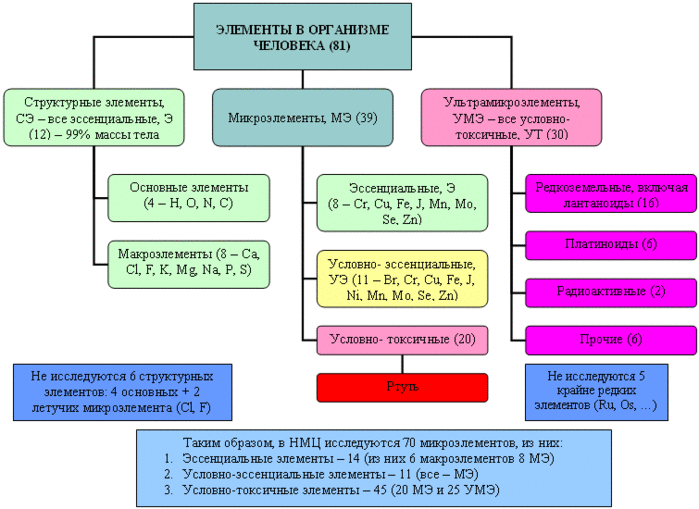 ЭЛЕМЕНТЫ В ОРГАНИЗМЕ
ЧЕЛОВЕКА (81)
Структурные элементы,
СЭ – все эссенциальные, Э
(12) – 99% массы тела
Основные элементы
(4 – H, O, N, C)
Макроэлементы (8 – Ca,
Cl, F, K, Mg, Na, P, S)
Микроэлементы, МЭ (39)
Эссенциальные, Э
(8 – Cr, Cu, Fe, J, Mn, Mo,
Se, Zn)
Условно- эссенциальные,
УЭ (11 – Br, Cr, Cu, Fe, J,
Ni, Mn, Mo, Se, Zn)
Условно- токсичные (20)
Ртуть
Ультрамикроэлементы,
УМЭ – все условно-
токсичные, УТ (30)
Редкоземельные, включая
лантаноиды (16)
Платиноиды (6)
Радиоактивные (2)
Прочие (6)
Не исследуются 6 структурных
элементов: 4 основных + 2
летучих микроэлемента (Cl, F)
Не исследуются 5
крайне редких
элементов (Ru, Os, …)
Таким образом, в НМЦ исследуются 70 микроэлементов, из них:
1. Эссенциальные элементы – 14 (из них 6 макроэлементов 8 МЭ)
2. Условно-эссенциальные элементы – 11 (все – МЭ)
3. Условно-токсичные элементы – 45 (20 МЭ и 25 УМЭ)